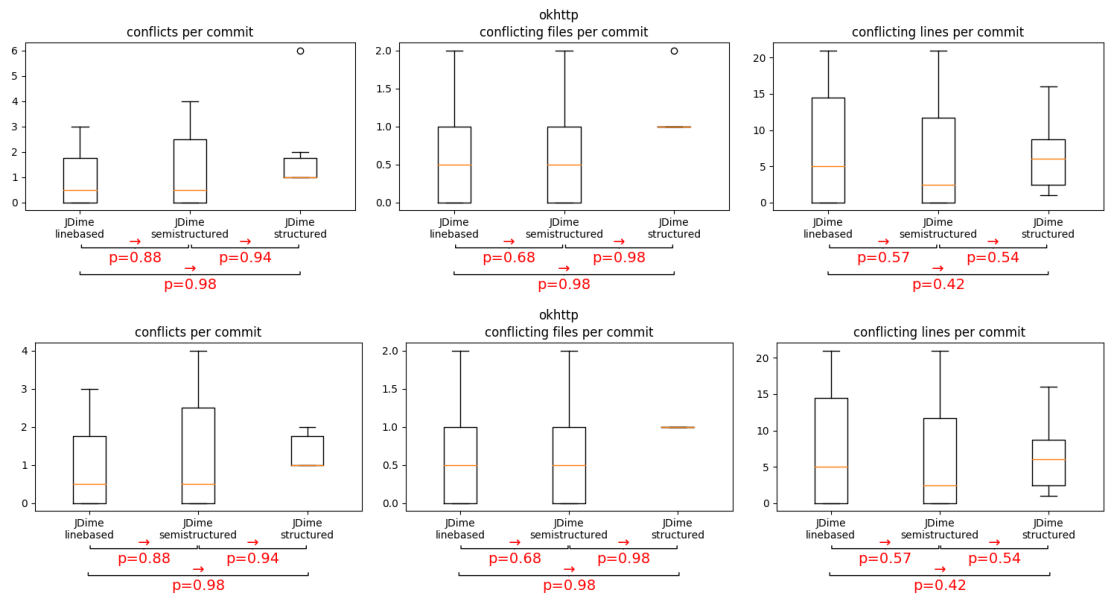 okhttp
conflicts per commit
conflicting files per commit
conflicting lines per commit
6
5
4
3
2
1
0
JDime
linebased
JDime
semistructured
JDime
structured
→
p=0.88
→
p=0.94
→
p=0.98
2.0
1.5
1.0
0.5
0.0
JDime
linebased
JDime
semistructured
JDime
structured
→
p=0.68
→
p=0.98
→
p=0.98
20
15
10
5
0
JDime
linebased
JDime
semistructured
JDime
structured
→
p=0.57
→
p=0.54
→
p=0.42
okhttp
conflicts per commit
conflicting files per commit
conflicting lines per commit
4
3
2
1
0
JDime
linebased
JDime
semistructured
JDime
structured
→
p=0.88
→
p=0.94
→
p=0.98
2.0
1.5
1.0
0.5
0.0
JDime
linebased
JDime
semistructured
JDime
structured
→
p=0.68
→
p=0.98
→
p=0.98
20
15
10
5
0
JDime
linebased
JDime
semistructured
JDime
structured
→
p=0.57
→
p=0.54
→
p=0.42